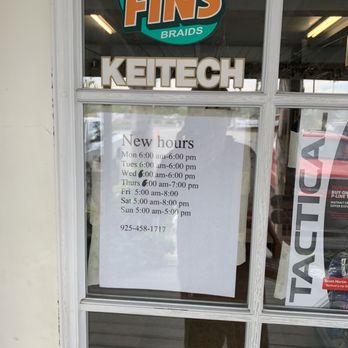 FINS
BRAIDS
KEITECH
New hours
Mon 6:00 am-6:00 pm
Tues 6:00 am-6:00 pm
Wed 6:00 am-6:00 pm
Thurs 6:00 am-7:00 pm
Fri 5:00 am-8:00
Sat 5:00 am-8:00 pm
Sun 5:00 am-5:00 pm
925-458-1717
TACTICA